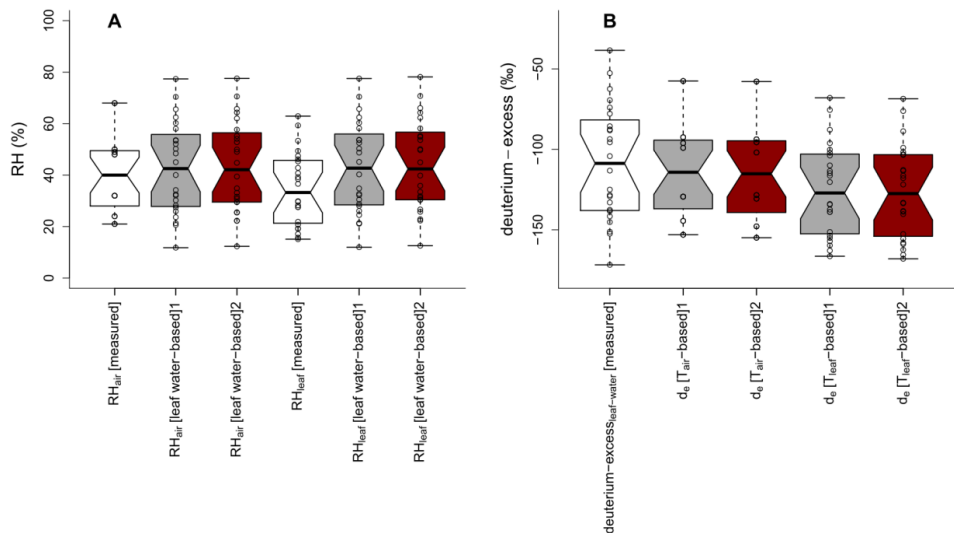 A
RH (%)
100
80
60
40
20
0
RHair [measured]
RHair [leaf water−based]1
RHair [leaf water−based]2
RHleaf [measured]
RHleaf [leaf water−based]1
RHleaf [leaf water−based]2
B
deuterium−excess (‰)
−50
−100
−150
deuterium−excessleaf−water [measured]
de [Tair−based]1
de [Tair−based]2
de [Tleaf−based]1
de [Tleaf−based]2